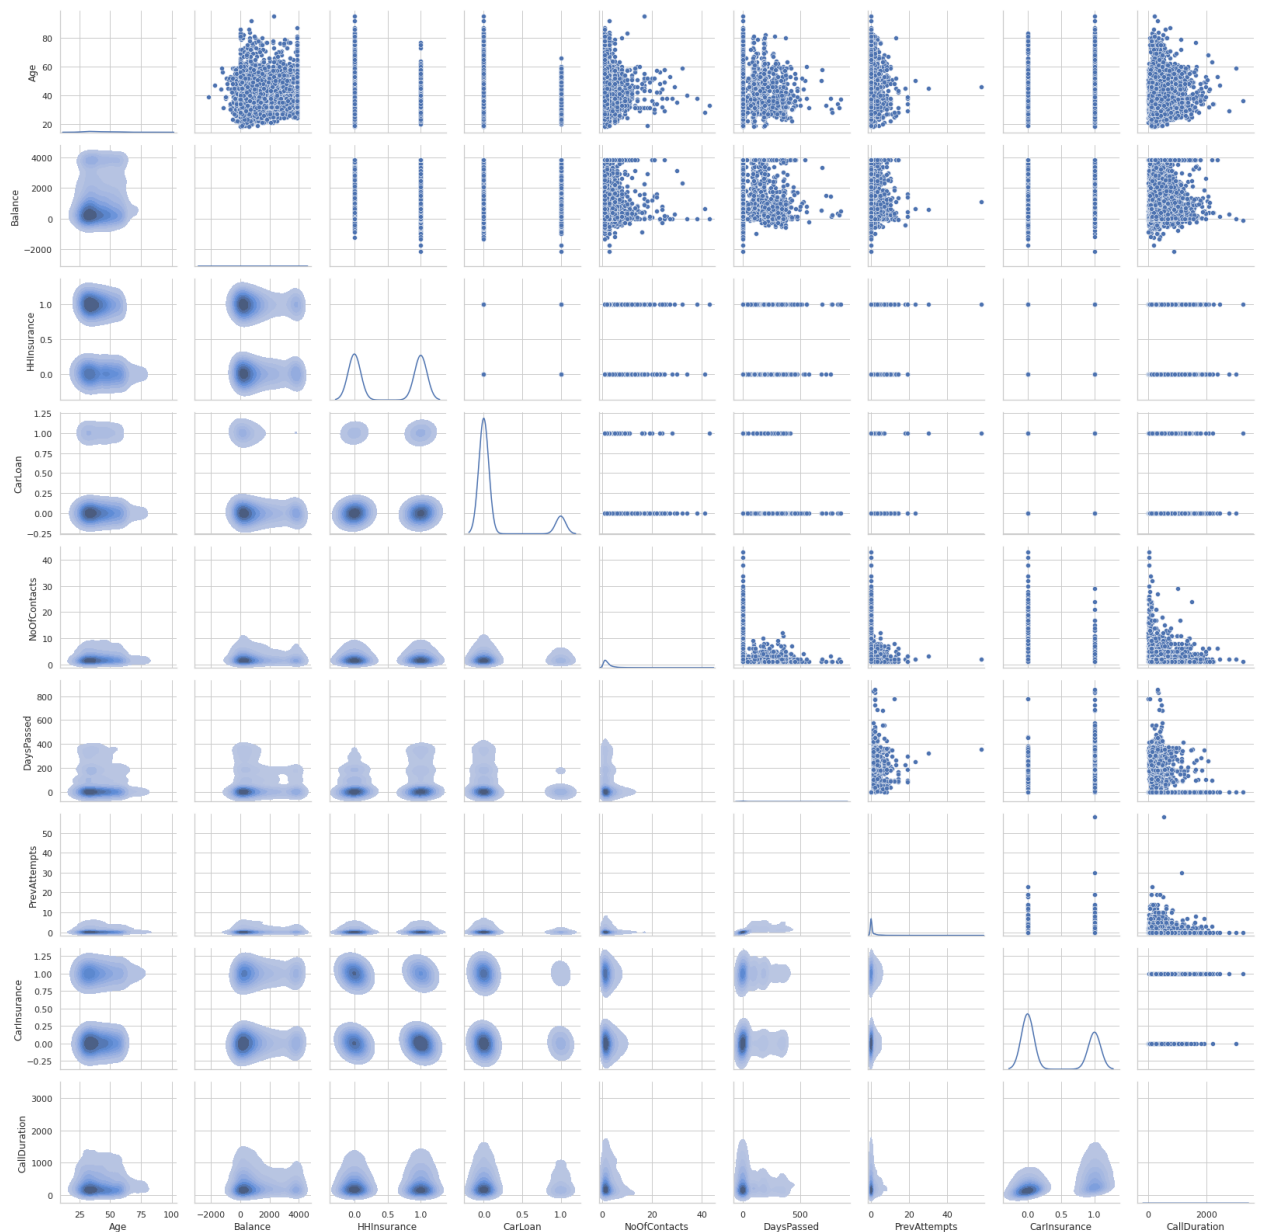 80
60
40
20
Age
4000
2000
0
−2000
Balance
1.0
0.5
0.0
HHInsurance
1.25
1.00
0.75
0.50
0.25
0.00
−0.25
CarLoan
40
30
20
10
0
NoOfContacts
800
600
400
200
0
DaysPassed
50
40
30
20
10
0
PrevAttempts
1.25
1.00
0.75
0.50
0.25
0.00
−0.25
CarInsurance
3000
2000
1000
0
CallDuration
25 50 75 100
Age
−2000 0 2000 4000
Balance
0.0 0.5 1.0
HHInsurance
0.0 0.5 1.0
CarLoan
0 20 40
NoOfContacts
0 500
DaysPassed
0 20 40
PrevAttempts
0.0 0.5 1.0
CarInsurance
0 2000
CallDuration